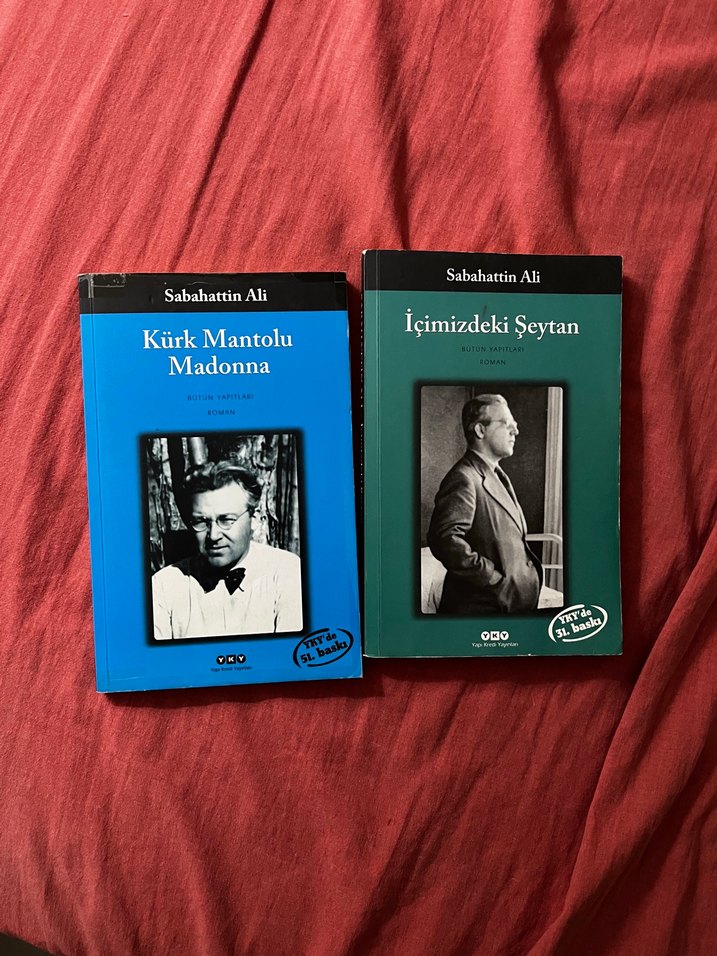 Sabahattin Ali
Kürk Mantolu
Madonna
BÜTÜN YAPITLARI
ROMAN
YKY
Yapı Kredi Yayınları
YKY'de
51. baskı
Sabahattin Ali
İçimizdeki Şeytan
BÜTÜN YAPITLARI
ROMAN
YKY
Yapı Kredi Yayınları
YKY'de
31. baskı